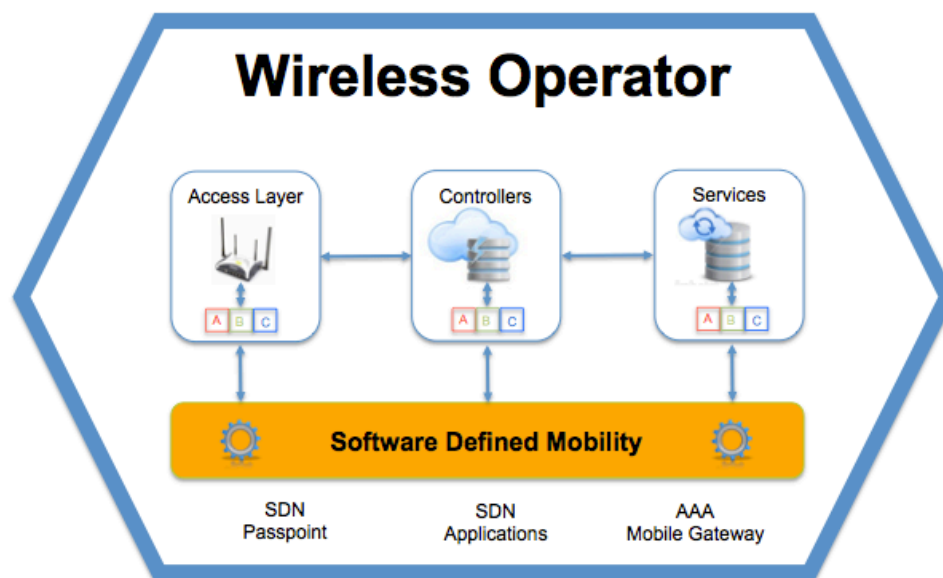 Wireless Operator
Access Layer
Controllers
Services
A B C
A B C
A B C
Software Defined Mobility
SDN
Passpoint
SDN
Applications
AAA
Mobile Gateway